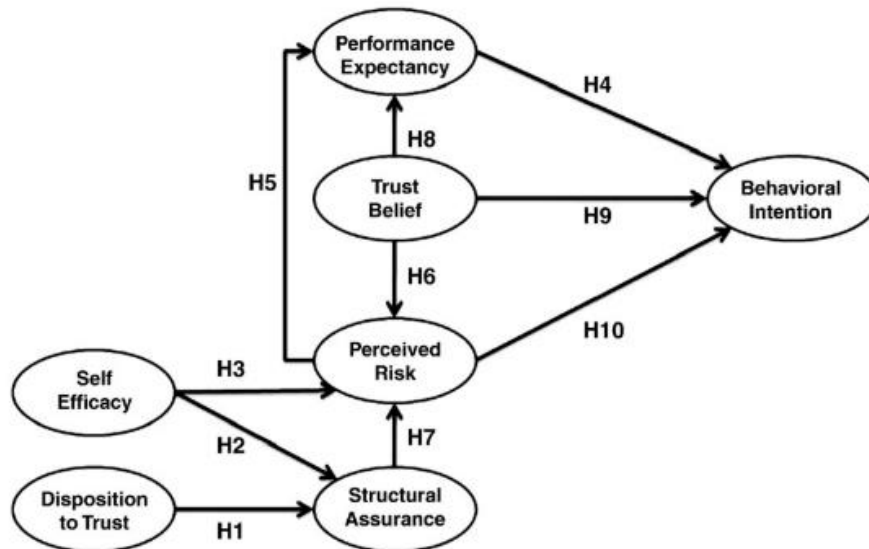 Performance
Expectancy
H4
H8
H5
Trust
Belief
Behavioral
Intention
H9
H6
H10
Perceived
Risk
Self
Efficacy
H3
H2
H7
Disposition
to Trust
H1
Structural
Assurance